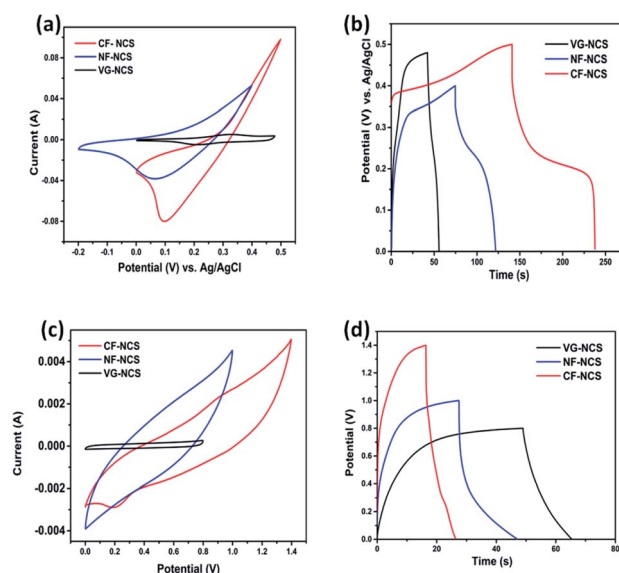 (a)
CF- NCS
NF-NCS
VG-NCS
Current (A)
0.08
0.04
0.00
-0.04
-0.08
-0.2 -0.1 0.0 0.1 0.2 0.3 0.4 0.5
Potential (V) vs. Ag/AgCl
(b)
VG-NCS
NF-NCS
CF-NCS
Potential (V) vs. Ag/AgCl
0.5
0.4
0.3
0.2
0.1
0.0
0 50 100 150 200 250
Time (s)
(c)
CF-NCS
NF-NCS
VG-NCS
Current (A)
0.004
0.002
0.000
-0.002
-0.004
0.0 0.2 0.4 0.6 0.8 1.0 1.2 1.4
Potential (V)
(d)
VG-NCS
NF-NCS
CF-NCS
Potential (V)
1.4
1.2
1.0
0.8
0.6
0.4
0.2
0.0
0 20 40 60 80
Time (s)